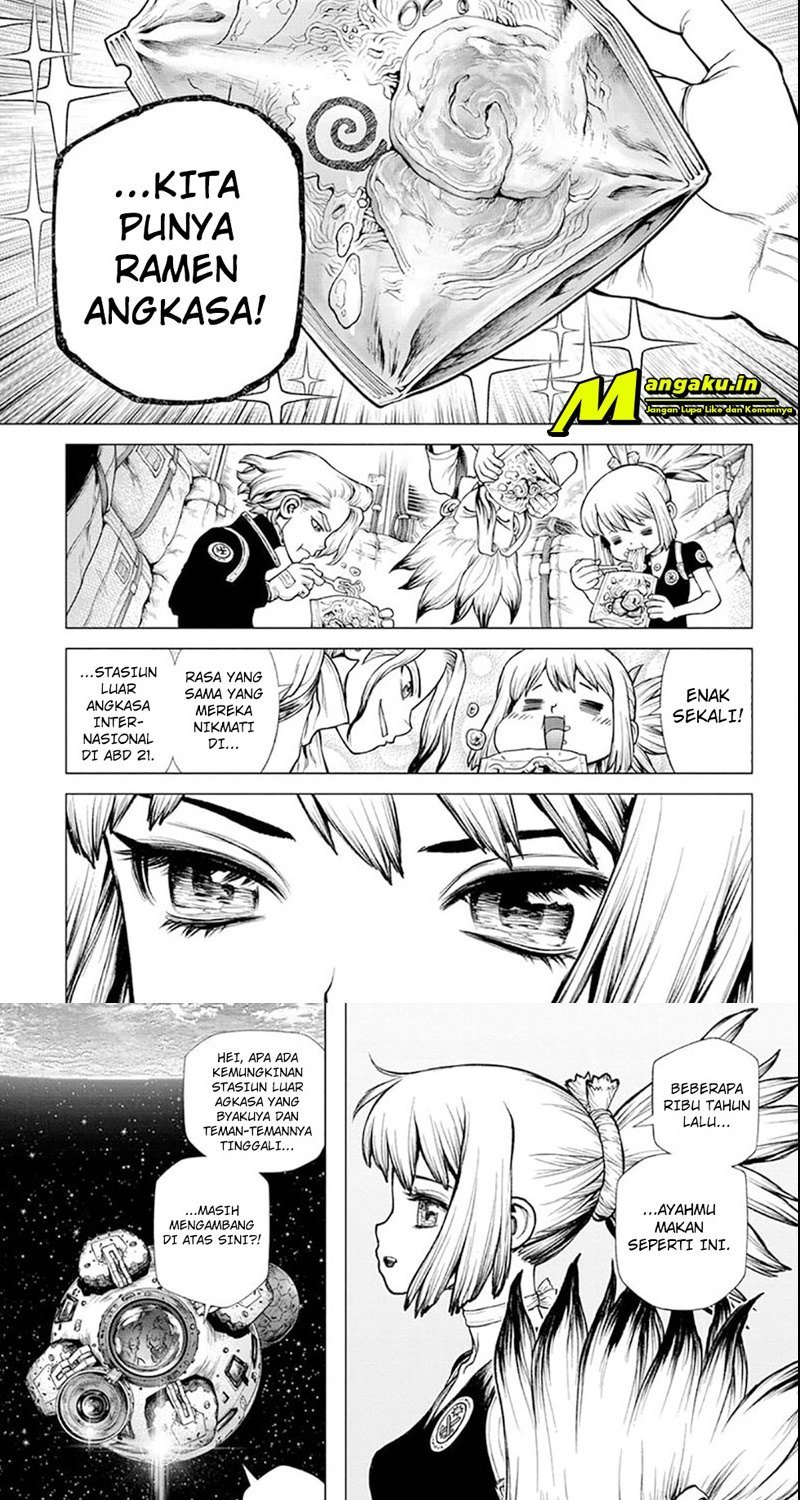 ...KITA
PUNYA
RAMEN
ANGKASA!
Mangaku.in
Jangan Lupa Like dan Komennya
ENAK
SEKALI!
RASA YANG
SAMA YANG
MEREKA
NIKMATI
DI...
...STASIUN
LUAR
ANGKASA
INTER-
NASIONAL
DI ABD 21.
BEBERAPA
RIBU TAHUN
LALU...
...AYAHMU
MAKAN
SEPERTI INI.
HEI, APA ADA
KEMUNGKINAN
STASIUN LUAR
AGKASA YANG
BYAKUYA DAN
TEMAN-TEMANNYA
TINGGALI...
...MASIH
MENGAMBANG
DI ATAS SINI?!